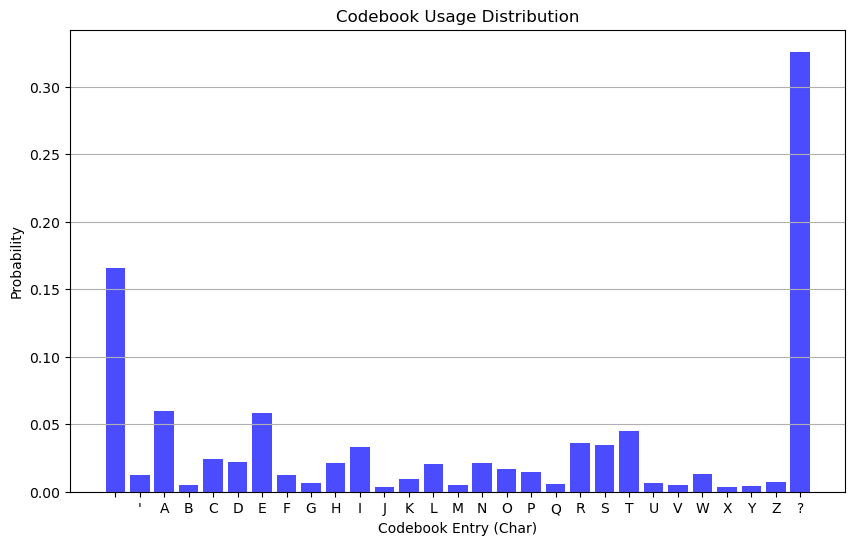 Codebook Usage Distribution
Probability
0.30
0.25
0.20
0.15
0.10
0.05
0.00
' A B C D E F G H I J K L M N O P Q R S T U V W X Y Z ?
Codebook Entry (Char)